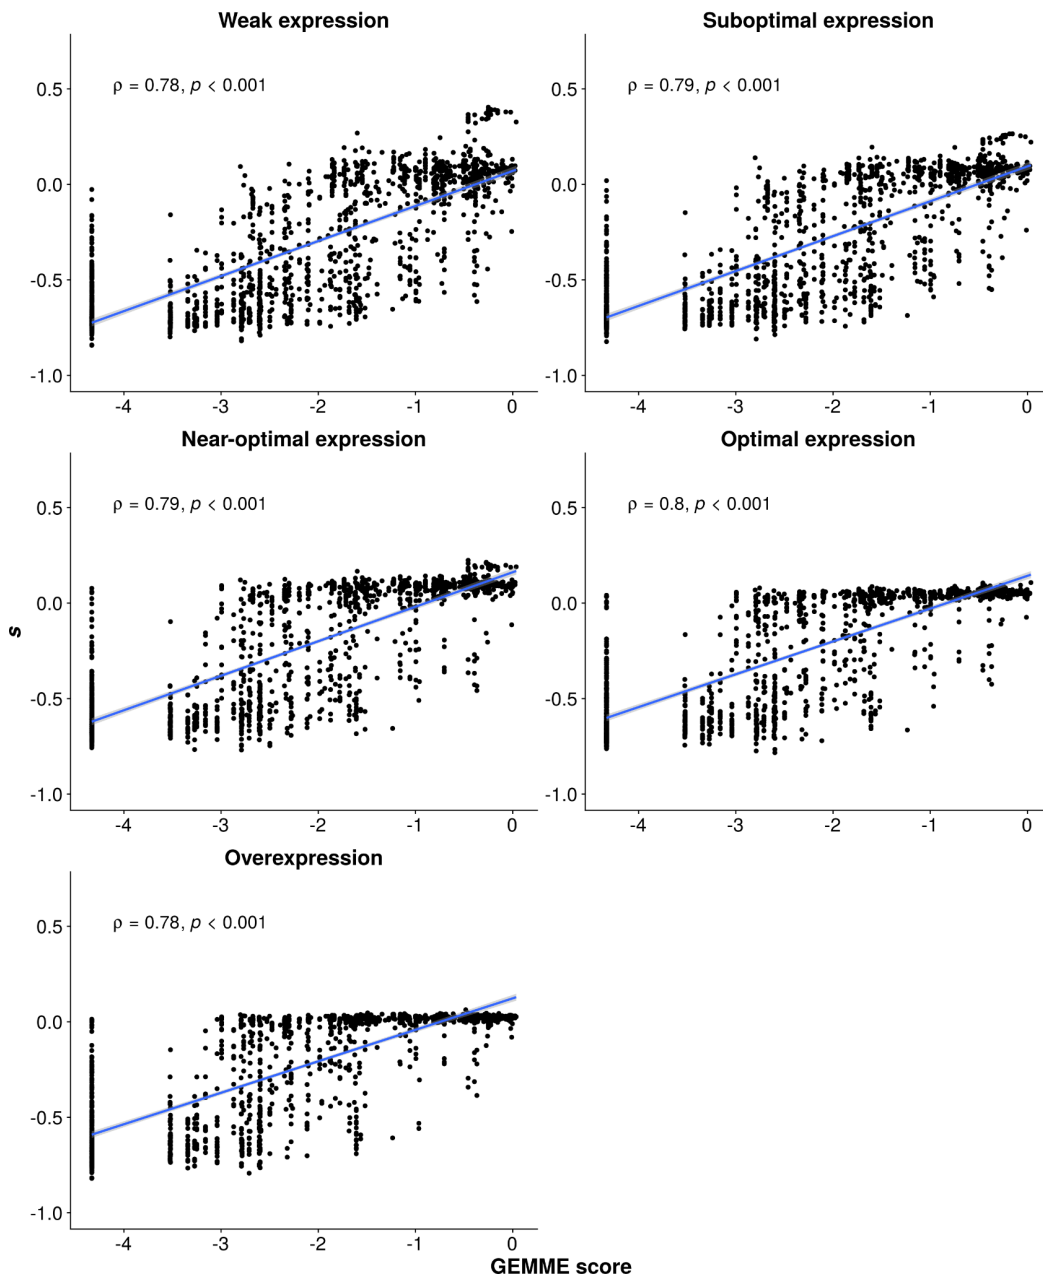 Weak expression
Suboptimal expression
ρ = 0.78, p < 0.001
ρ = 0.79, p < 0.001
0.5
0.0
-0.5
-1.0
0.5
0.0
-0.5
-1.0
-4 -3 -2 -1 0
-4 -3 -2 -1 0
Near-optimal expression
Optimal expression
ρ = 0.79, p < 0.001
ρ = 0.8, p < 0.001
0.5
0.0
-0.5
-1.0
0.5
0.0
-0.5
-1.0
s
-4 -3 -2 -1 0
-4 -3 -2 -1 0
Overexpression
ρ = 0.78, p < 0.001
0.5
0.0
-0.5
-1.0
-4 -3 -2 -1 0
GEMME score